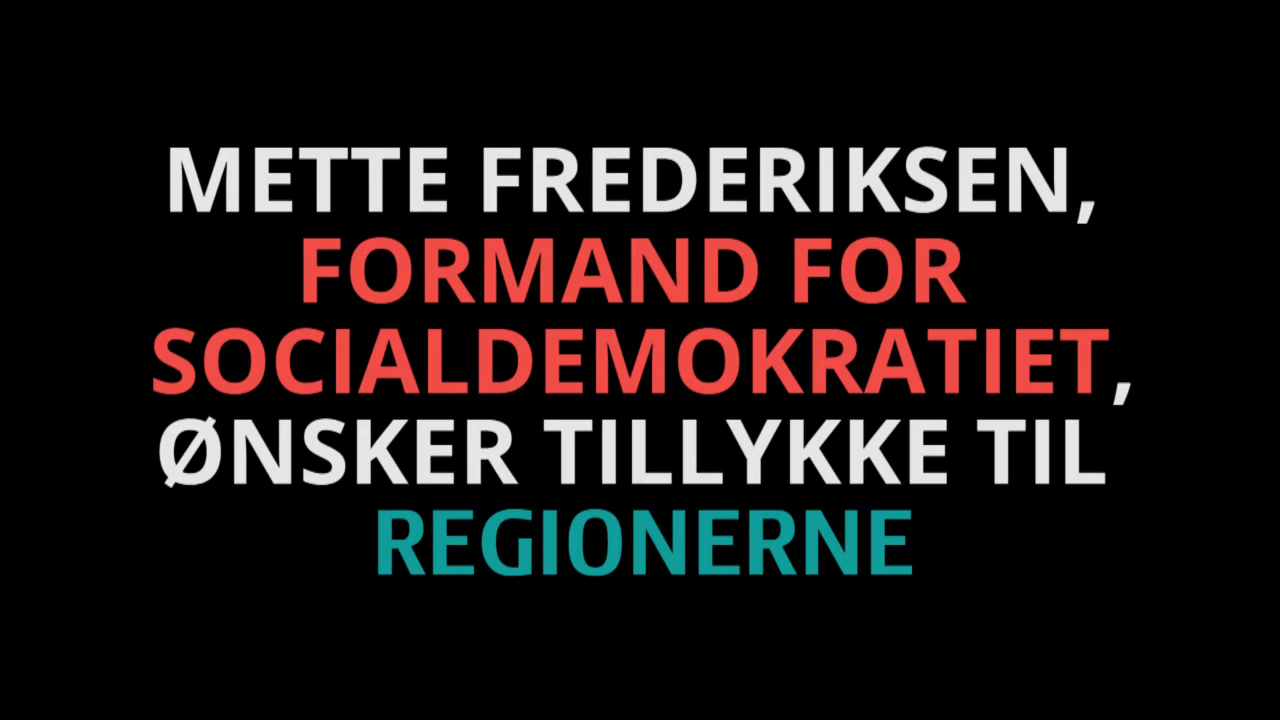 METTE FREDERIKSEN,
FORMAND FOR
SOCIALDEMOKRATIET,
ØNSKER TILLYKKE TIL
REGIONERNE